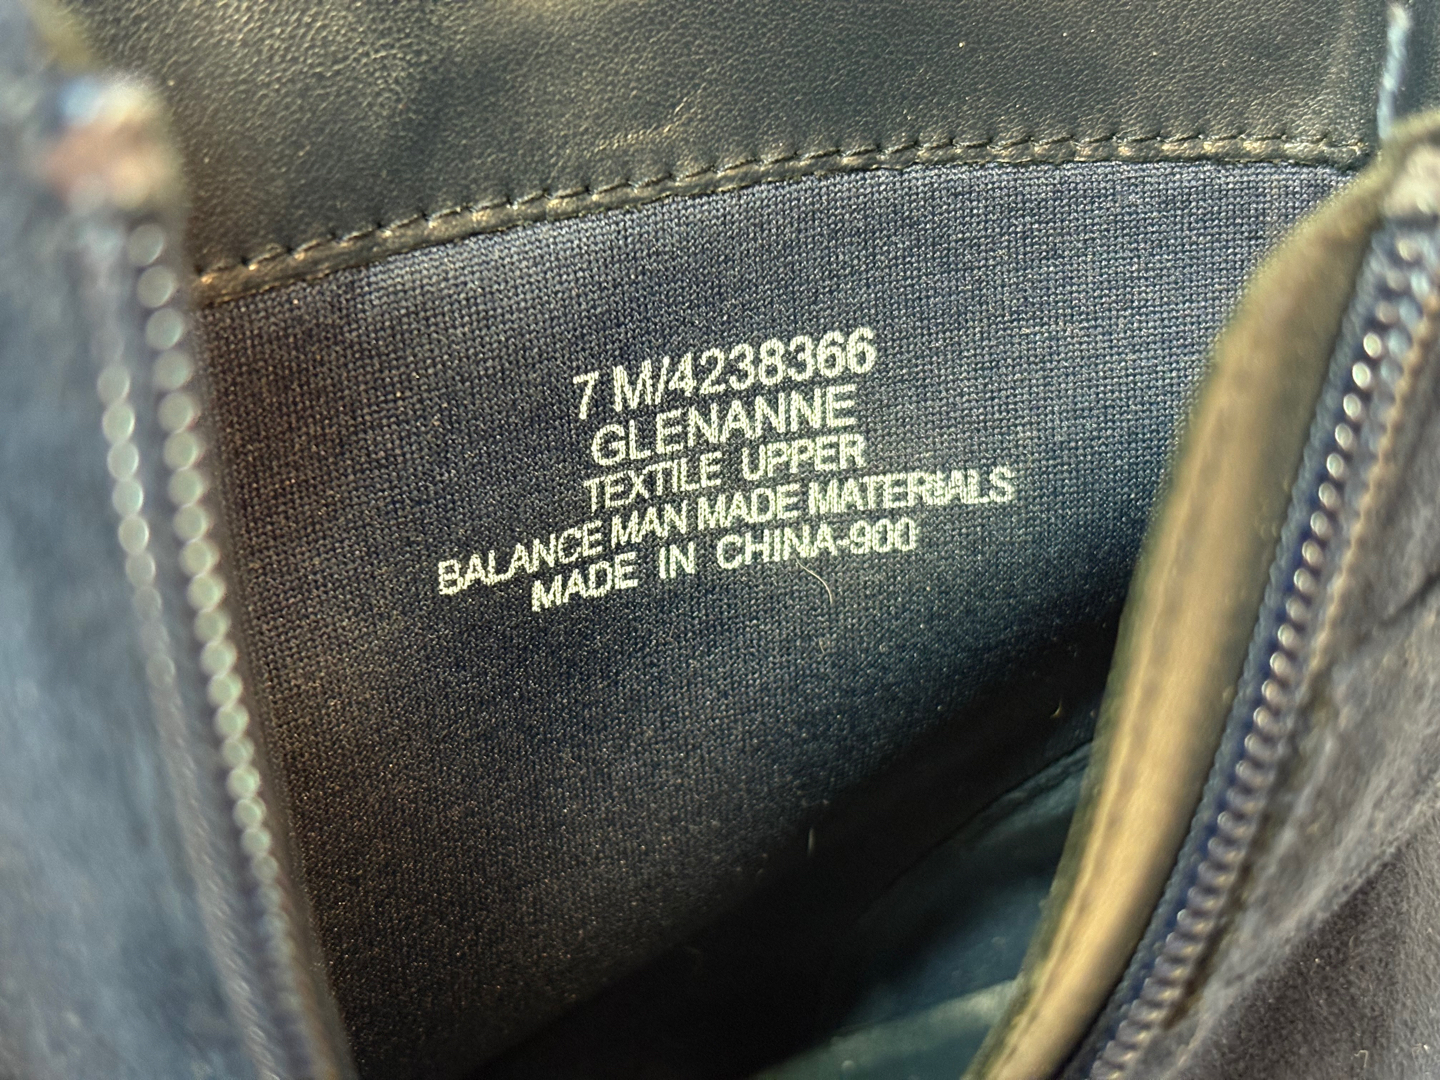 7 M/4238366
GLENANNE
TEXTILE UPPER
BALANCE MAN MADE MATERIALS
MADE IN CHINA-900